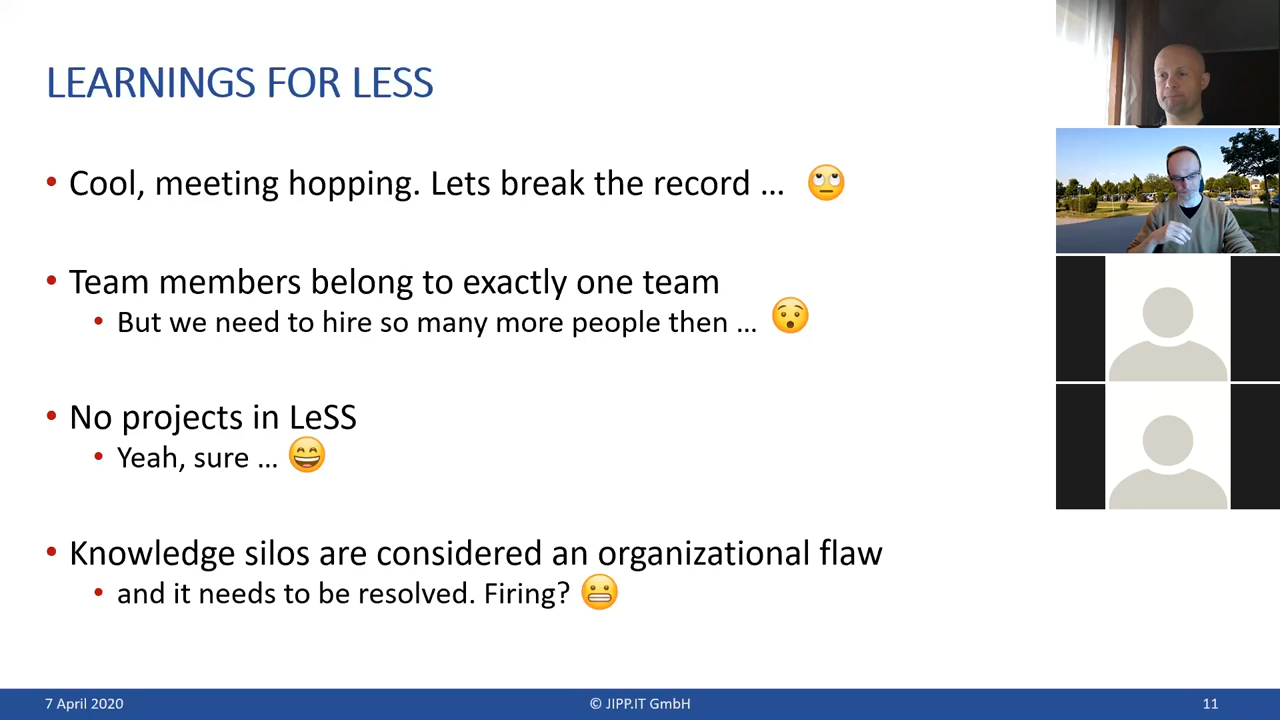 LEARNINGS FOR LESS
• Cool, meeting hopping. Lets break the record … 🙄
• Team members belong to exactly one team
• But we need to hire so many more people then … 😯
• No projects in LeSS
• Yeah, sure … 😄
• Knowledge silos are considered an organizational flaw
• and it needs to be resolved. Firing? 😬
7 April 2020
© JIPP.IT GmbH
11